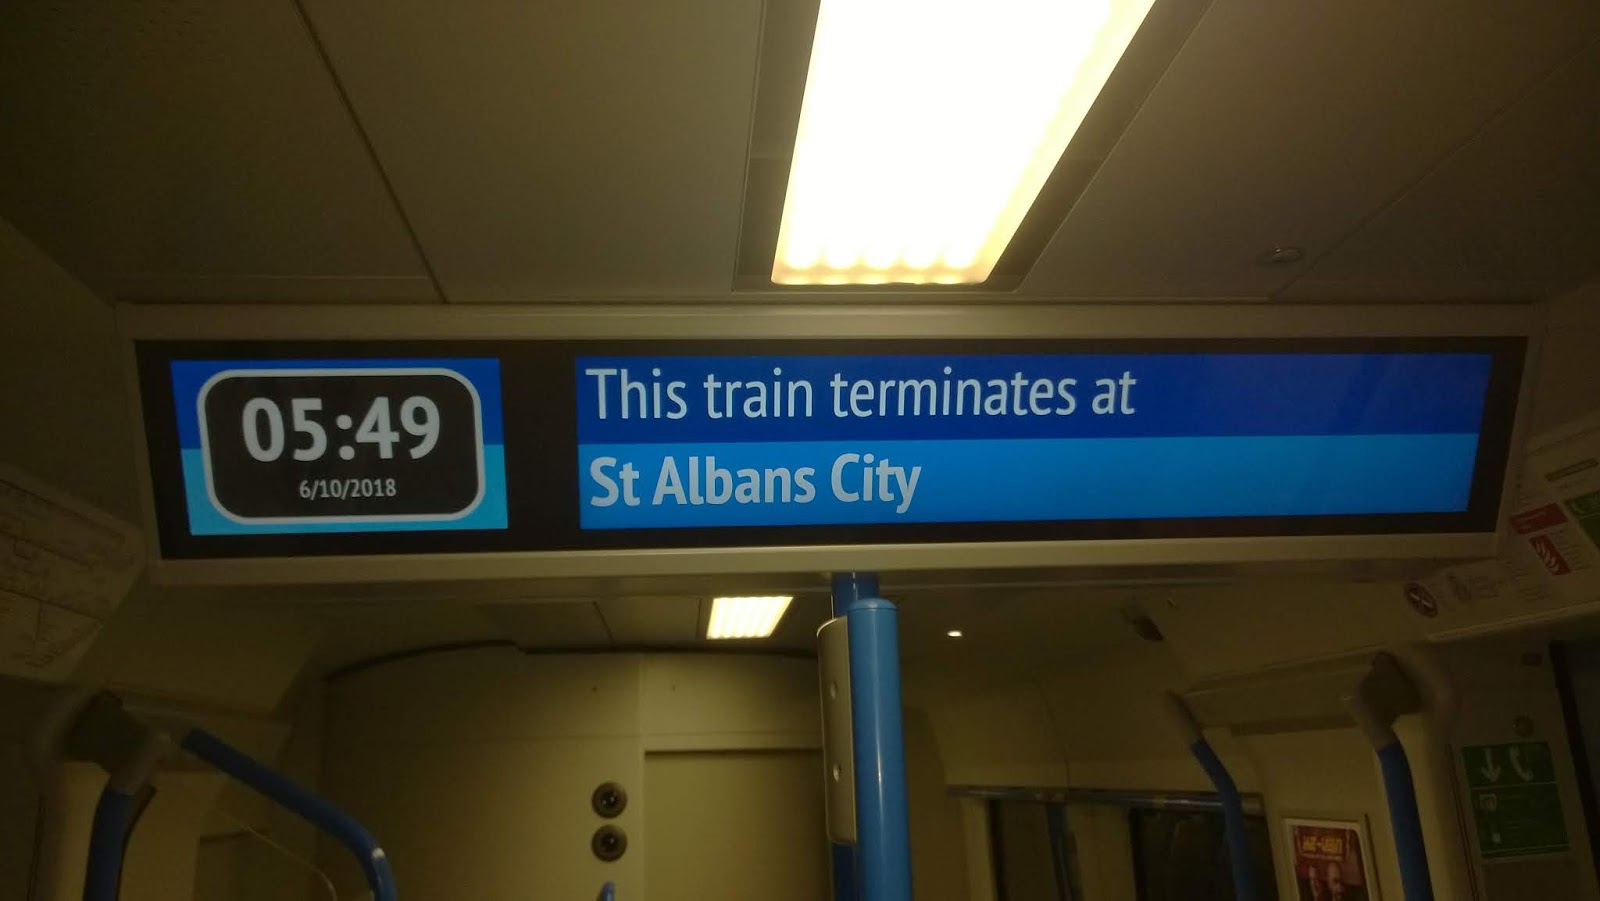 05:49
6/10/2018
This train terminates at
St Albans City